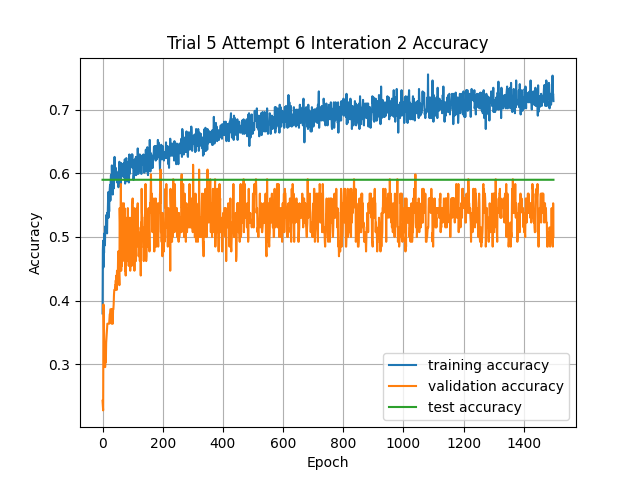 Trial 5 Attempt 6 Interation 2 Accuracy
Accuracy
0.7
0.6
0.5
0.4
0.3
training accuracy
validation accuracy
test accuracy
0 200 400 600 800 1000 1200 1400
Epoch